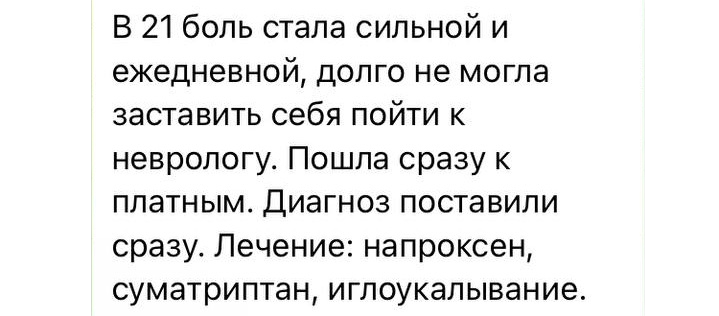 В 21 боль стала сильной и
ежедневной, долго не могла
заставить себя пойти к
неврологу. Пошла сразу к
платным. Диагноз поставили
сразу. Лечение: напроксен,
суматриптан, иглоукалывание.